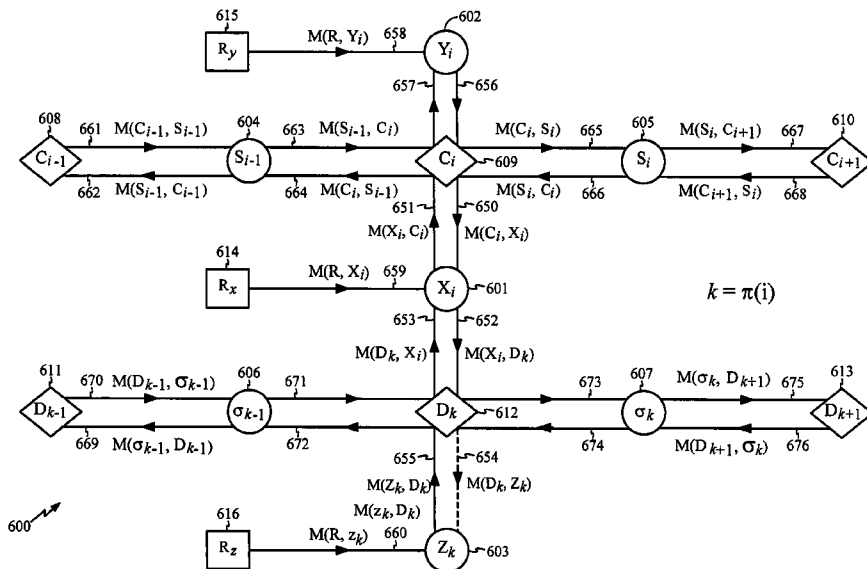 615
602
R_y
M(R, Y_i)
658
Y_i
657
656
608
661
M(C_{i-1}, S_{i-1})
604
663
M(S_{i-1}, C_i)
M(C_i, S_i)
665
605
M(S_i, C_{i+1})
667
610
C_{i-1}
S_{i-1}
C_i
609
S_i
C_{i+1}
662
M(S_{i-1}, C_{i-1})
664
M(C_i, S_{i-1})
M(S_i, C_i)
666
M(C_{i+1}, S_i)
668
651
650
M(X_i, C_i)
M(C_i, X_i)
614
R_x
M(R, X_i)
659
X_i
601
k = π(i)
653
652
M(D_k, X_i)
M(X_i, D_k)
611
670
M(D_{k-1}, σ_{k-1})
606
671
673
607
M(σ_k, D_{k+1})
675
613
D_{k-1}
σ_{k-1}
D_k
612
σ_k
D_{k+1}
669
M(σ_{k-1}, D_{k-1})
672
674
M(D_{k+1}, σ_k)
676
655
654
M(Z_k, D_k)
M(D_k, Z_k)
M(z_k, D_k)
600
616
R_z
M(R, z_k)
660
Z_k
603